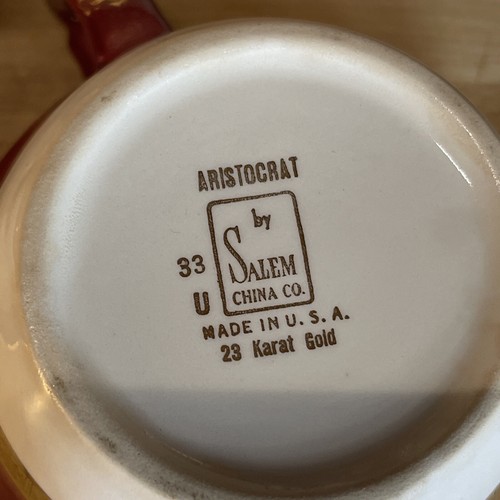 ARISTOCRAT
by
SALEM
CHINA CO.
33
U
MADE IN U. S. A.
23 Karat Gold